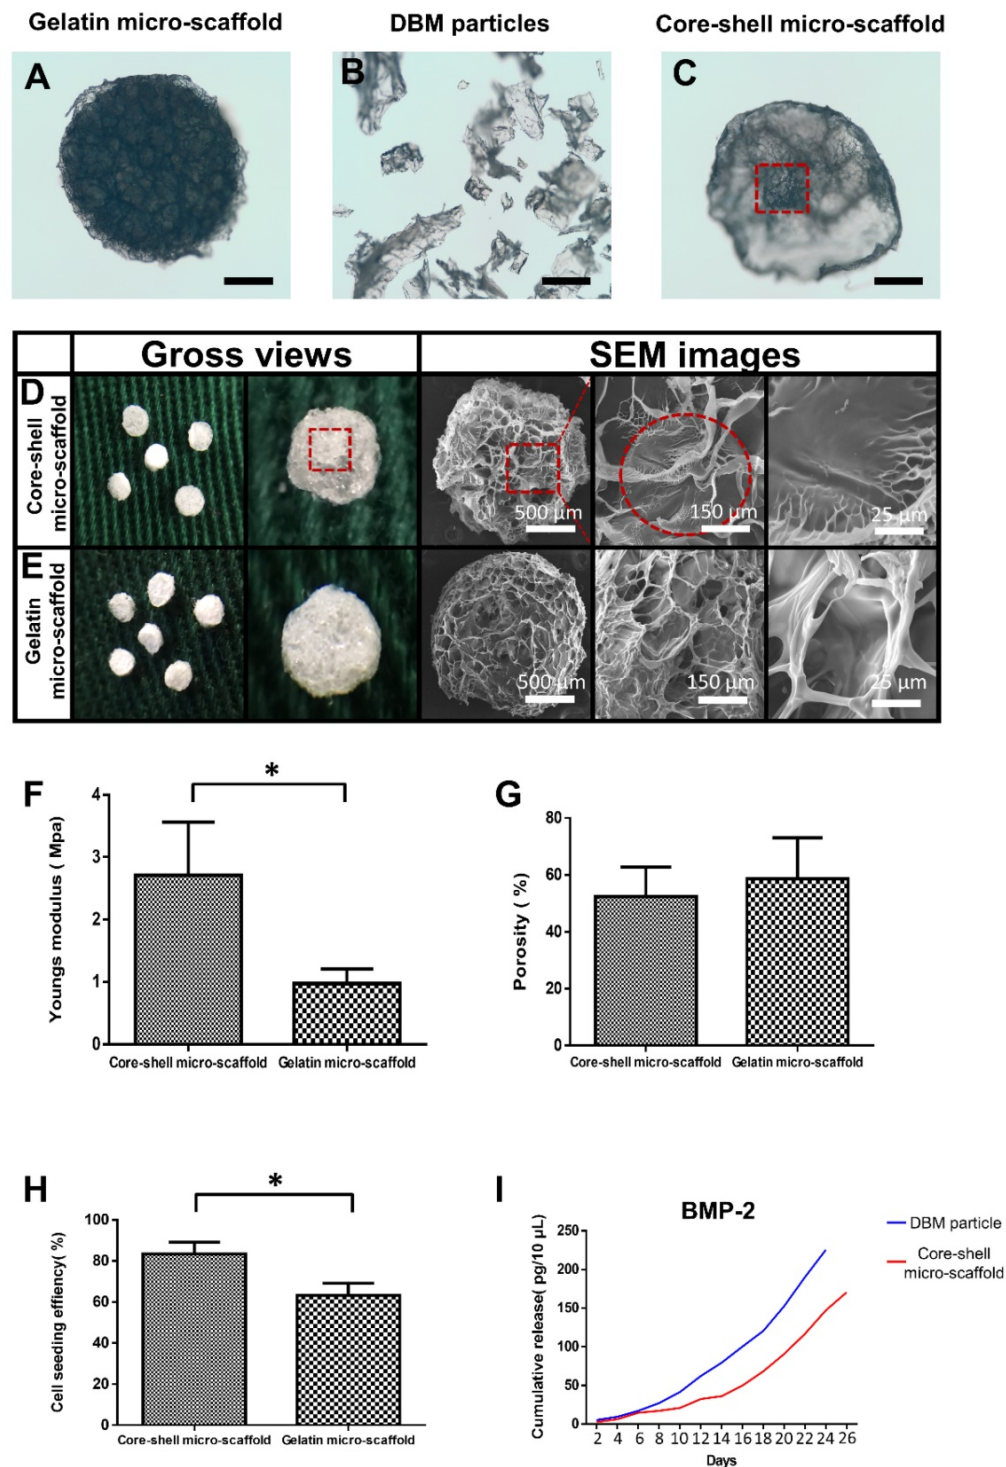 Gelatin micro-scaffold
DBM particles
Core-shell micro-scaffold
A
B
C
Gross views
SEM images
D
Core-shell
micro-scaffold
500 µm
150 µm
25 µm
E
Gelatin
micro-scaffold
500 µm
150 µm
25 µm
F
*
Youngs modulus ( Mpa)
4
3
2
1
0
Core-shell micro-scaffold
Gelatin micro-scaffold
G
Porosity ( %)
80
60
40
20
0
Core-shell micro-scaffold
Gelatin micro-scaffold
H
*
Cell seeding effiency( %)
100
80
60
40
20
0
Core-shell micro-scaffold
Gelatin micro-scaffold
I
BMP-2
DBM particle
Core-shell
micro-scaffold
Cumulative release( pg/10 µL)
250
200
150
100
50
0
2 4 6 8 10 12 14 16 18 20 22 24 26
Days